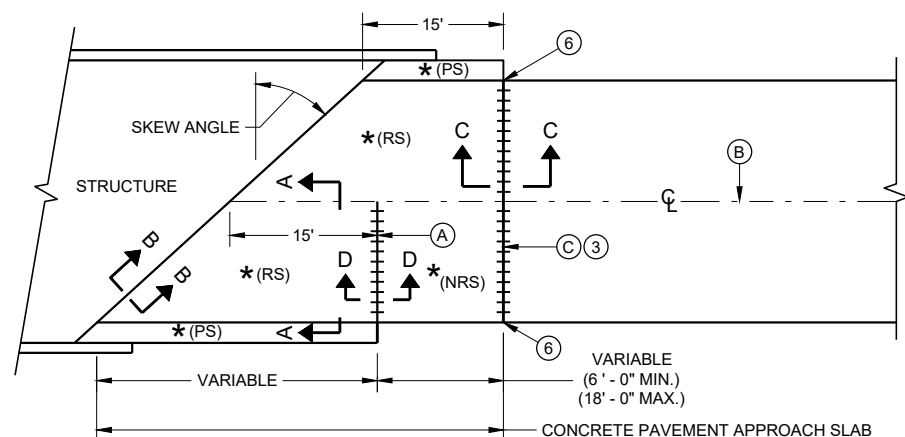 15'
6
*(PS)
SKEW ANGLE
*(RS)
C C
B
STRUCTURE
A
℄
15'
A
B
B
D D
C 3
*(RS)
*(NRS)
*(PS)
A
6
VARIABLE
VARIABLE
(6 ' - 0" MIN.)
(18' - 0" MAX.)
CONCRETE PAVEMENT APPROACH SLAB